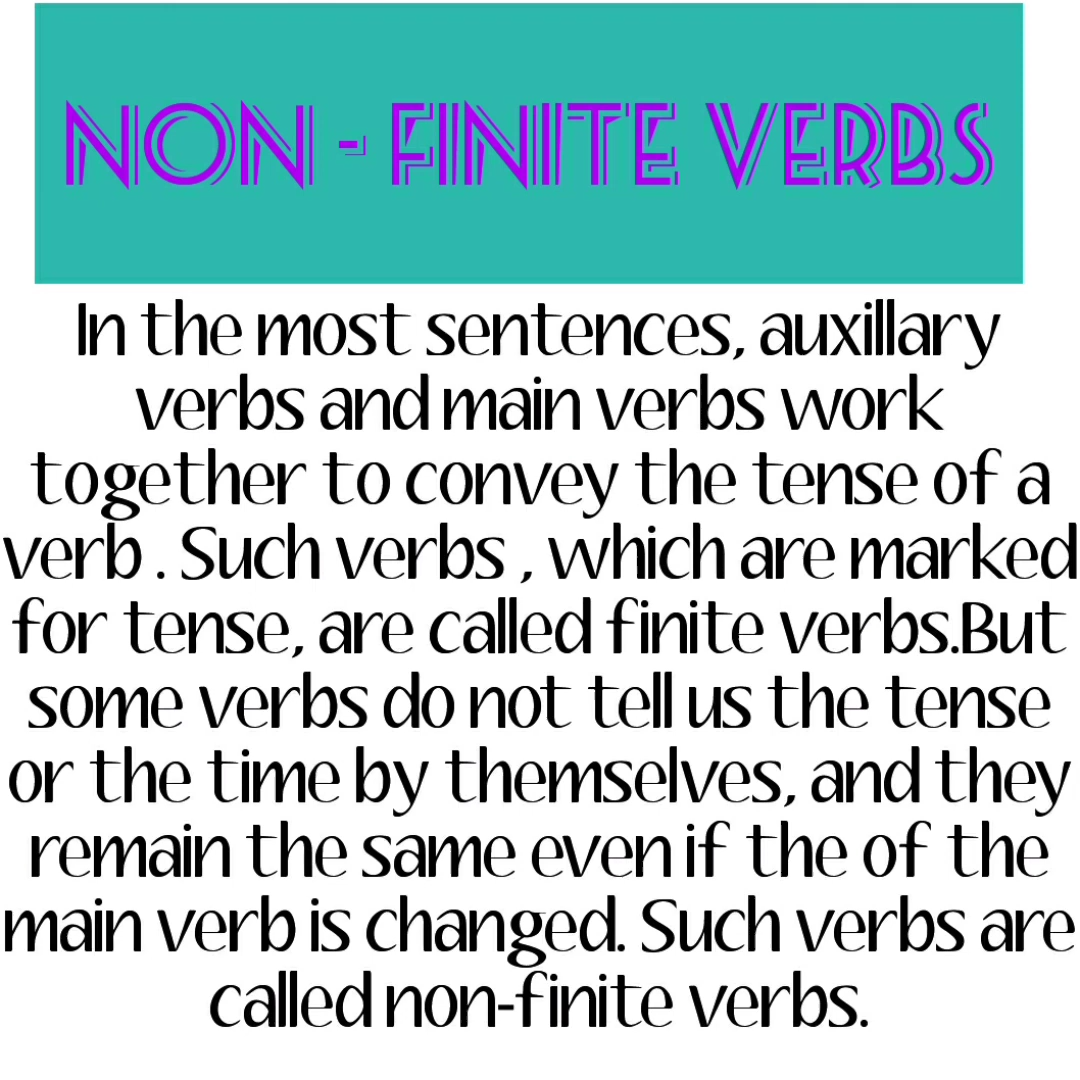 NON - FINITE VERBS
In the most sentences, auxillary
verbs and main verbs work
together to convey the tense of a
verb . Such verbs , which are marked
for tense, are called finite verbs.But
some verbs do not tell us the tense
or the time by themselves, and they
remain the same even if the of the
main verb is changed. Such verbs are
called non-finite verbs.